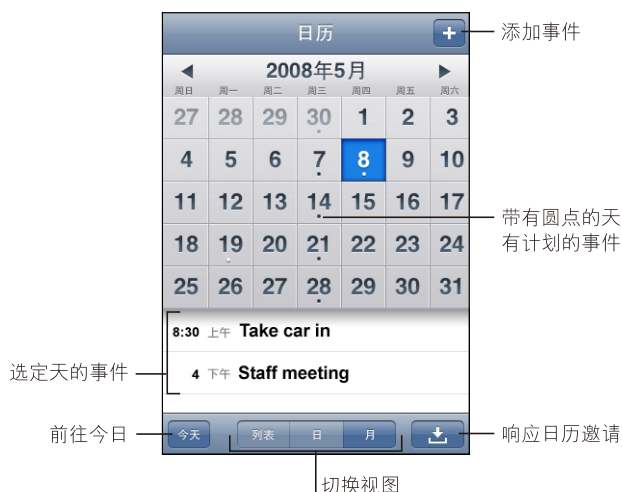 日历
+
添加事件
2008年5月
周日 周一 周二 周三 周四 周五 周六
27 28 29 30 1 2 3
4 5 6 7 8 9 10
11 12 13 14 15 16 17
带有圆点的天
有计划的事件
18 19 20 21 22 23 24
25 26 27 28 29 30 31
8:30 上午 Take car in
4 下午 Staff meeting
选定天的事件
前往今日
今天
列表
日
月
响应日历邀请
切换视图